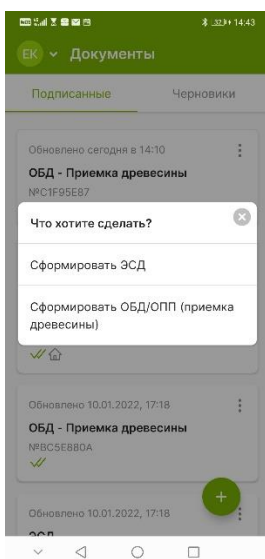 14:43
ЕК Документы
Подписанные Черновики
Обновлено сегодня в 14:10
ОБД - Приемка древесины
№C1F95E87
Что хотите сделать?
Сформировать ЭСД
Сформировать ОБД/ОПП (приемка
древесины)
Обновлено 10.01.2022, 17:18
ОБД - Приемка древесины
№BC5E880A
Обновлено 10.01.2022, 17:18